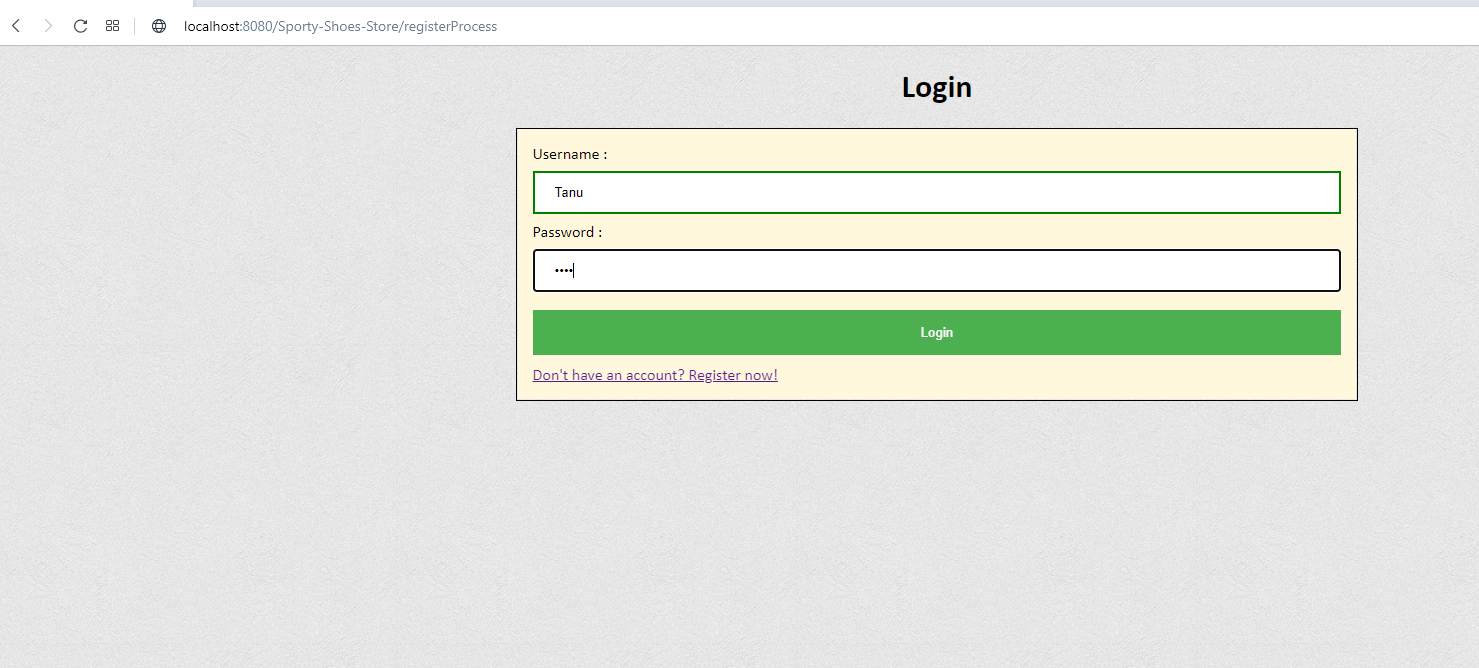 localhost:8080/Sporty-Shoes-Store/registerProcess
Login
Username :
Tanu
Password :
••••
Login
Don't have an account? Register now!